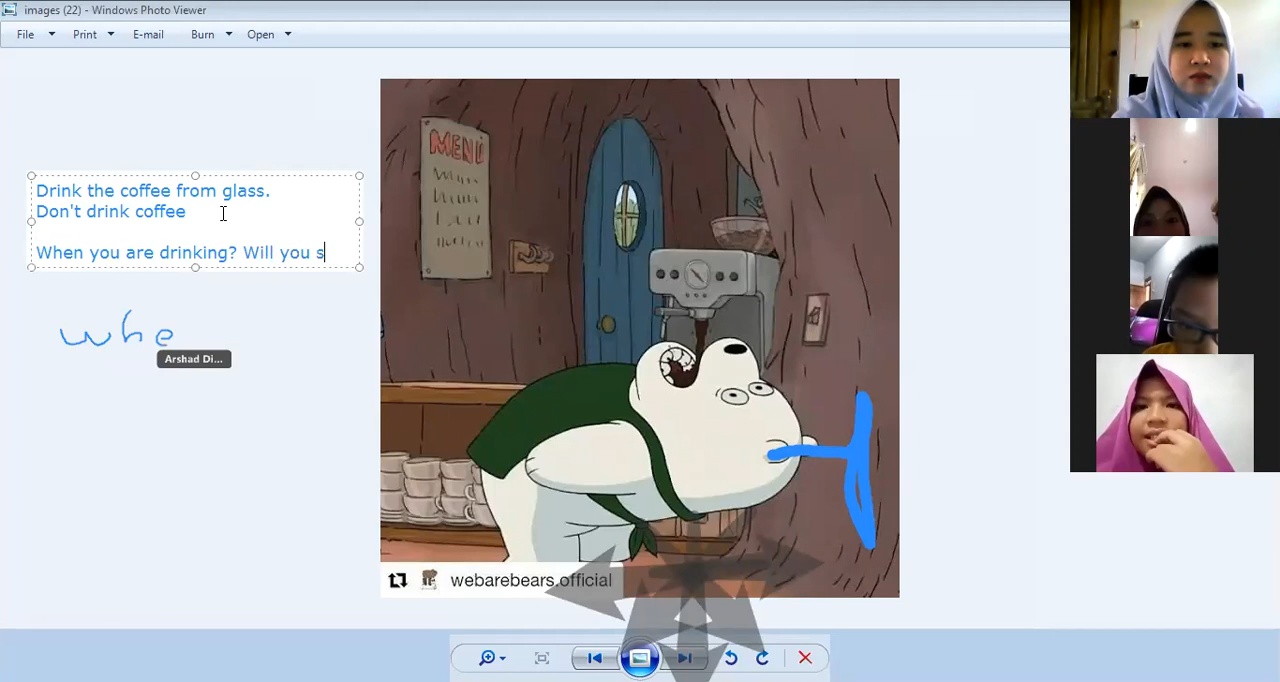 images (22) - Windows Photo Viewer
File Print E-mail Burn Open
MENU
Drink the coffee from glass.
Don't drink coffee
When you are drinking? Will you s
whe
Arshad Di...
webarebears.official